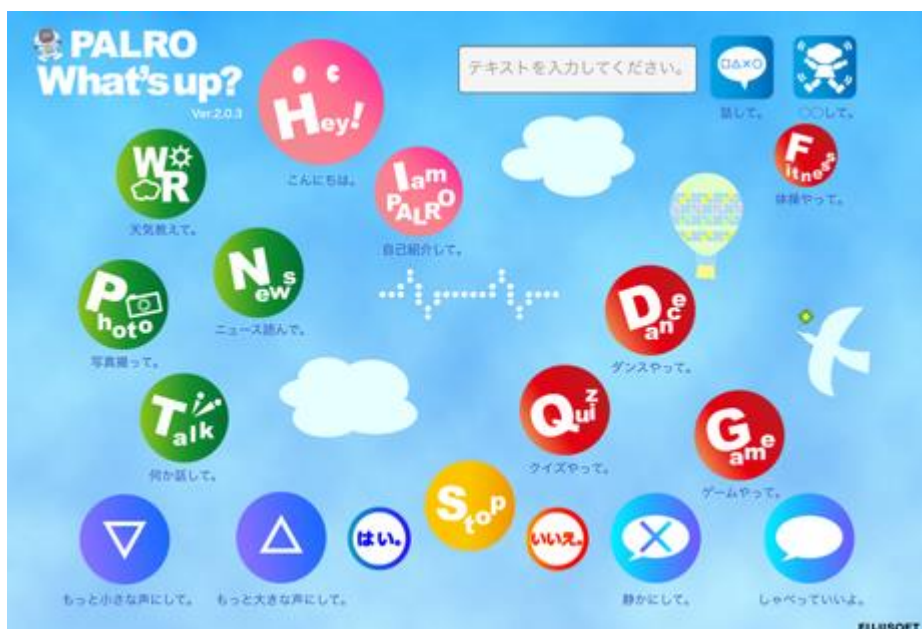 PALRO
What's up?
Ver.2.0.3
Hey!
こんにちは。
テキストを入力してください。
□△×○
話して。
○○して。
WR
天気教えて。
I am PALRO
自己紹介して。
Fitness
体操やって。
News
ニュース読んで。
Photo
写真撮って。
Dance
ダンスやって。
Talk
何か話して。
Quiz
クイズやって。
Game
ゲームやって。
Stop
もっと小さな声にして。
もっと大きな声にして。
はい。
いいえ。
静かにして。
しゃべっていいよ。
FUJISOFT